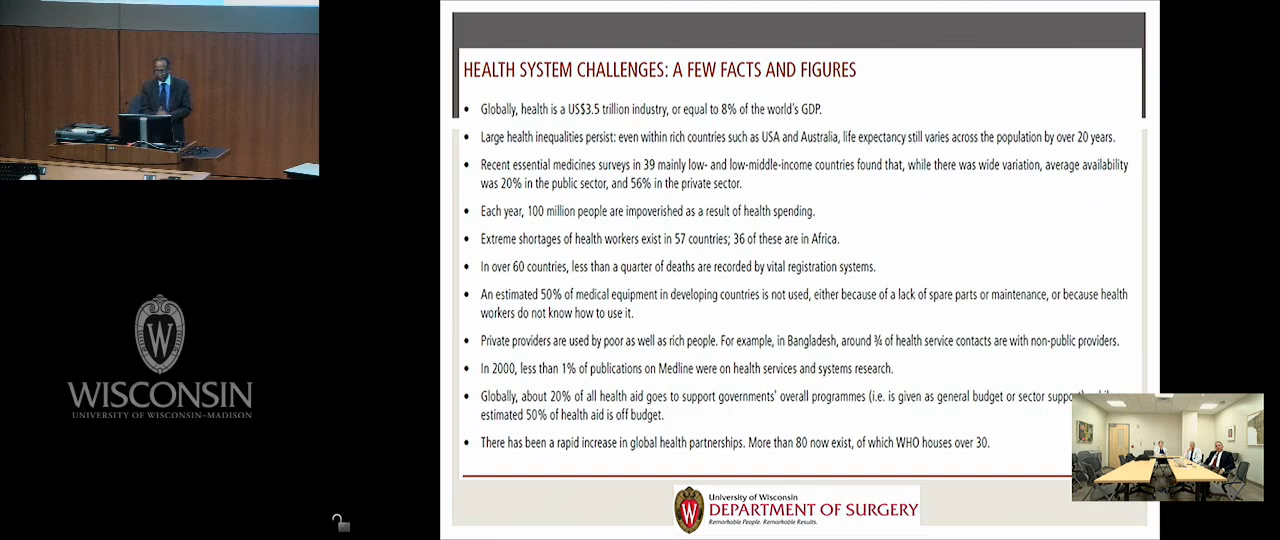 HEALTH SYSTEM CHALLENGES: A FEW FACTS AND FIGURES
• Globally, health is a US$3.5 trillion industry, or equal to 8% of the world's GDP.
• Large health inequalities persist: even within rich countries such as USA and Australia, life expectancy still varies across the population by over 20 years.
• Recent essential medicines surveys in 39 mainly low- and low-middle-income countries found that, while there was wide variation, average availability
was 20% in the public sector, and 56% in the private sector.
• Each year, 100 million people are impoverished as a result of health spending.
• Extreme shortages of health workers exist in 57 countries; 36 of these are in Africa.
• In over 60 countries, less than a quarter of deaths are recorded by vital registration systems.
• An estimated 50% of medical equipment in developing countries is not used, either because of a lack of spare parts or maintenance, or because health
workers do not know how to use it.
• Private providers are used by poor as well as rich people. For example, in Bangladesh, around ¾ of health service contacts are with non-public providers.
• In 2000, less than 1% of publications on Medline were on health services and systems research.
• Globally, about 20% of all health aid goes to support governments' overall programmes (i.e. is given as general budget or sector
estimated 50% of health aid is off budget.
• There has been a rapid increase in global health partnerships. More than 80 now exist, of which WHO houses over 30.
University of Wisconsin
DEPARTMENT OF SURGERY
Remarkable People. Remarkable Results.
W
WISCONSIN
UNIVERSITY OF WISCONSIN–MADISON